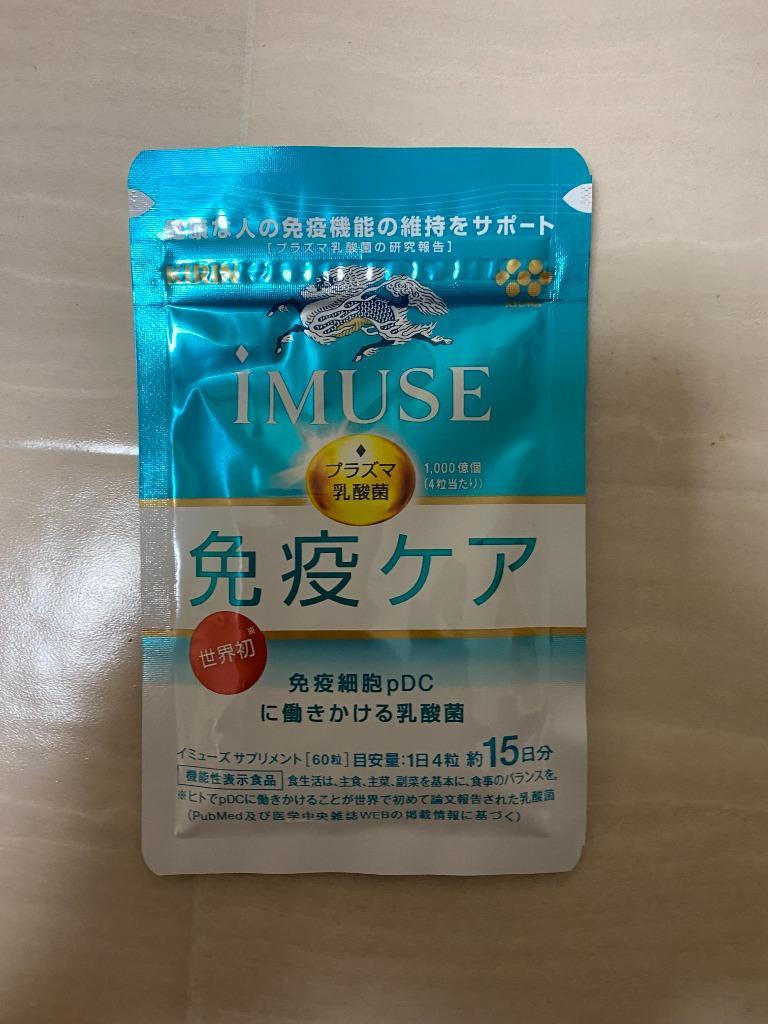 健康な人の免疫機能の維持をサポート
[プラズマ乳酸菌の研究報告]
KIRIN
iMUSE
プラズマ
乳酸菌
1,000億個
(4粒当たり)
免疫ケア
世界初※
免疫細胞pDC
に働きかける乳酸菌
イミューズ サプリメント [60粒] 目安量:1日4粒 約15日分
機能性表示食品 食生活は、主食、主菜、副菜を基本に、食事のバランスを。
※ヒトでpDCに働きかけることが世界で初めて論文報告された乳酸菌
(PubMed及び医学中央雑誌WEBの掲載情報に基づく)